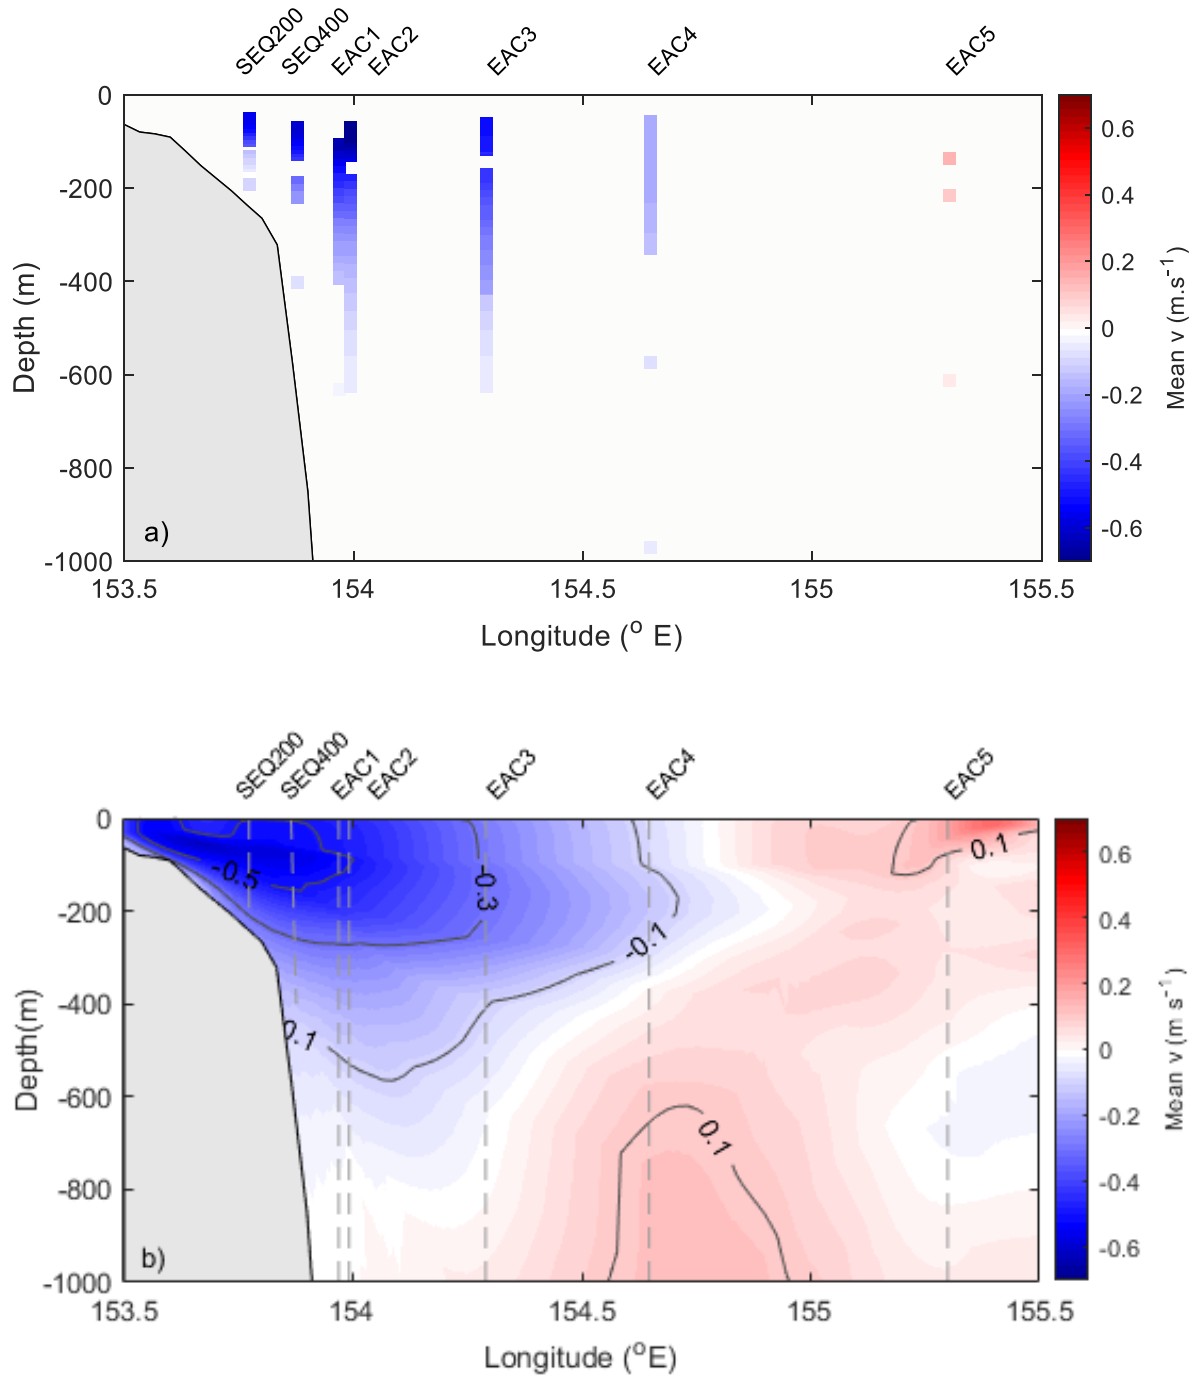 SEQ200 SEQ400 EAC1 EAC2 EAC3 EAC4 EAC5
0
-200
-400
-600
-800
-1000
Depth (m)
a)
153.5 154 154.5 155 155.5
Longitude (° E)
0.6
0.4
0.2
0
-0.2
-0.4
-0.6
Mean v (m.s⁻¹)
SEQ200 SEQ400 EAC1 EAC2 EAC3 EAC4 EAC5
0
-200
-400
-600
-800
-1000
Depth(m)
-0.5
-0.3
-0.1
0.1
0.1
0.1
b)
153.5 154 154.5 155 155.5
Longitude (°E)
0.6
0.4
0.2
0
-0.2
-0.4
-0.6
Mean v (m s⁻¹)